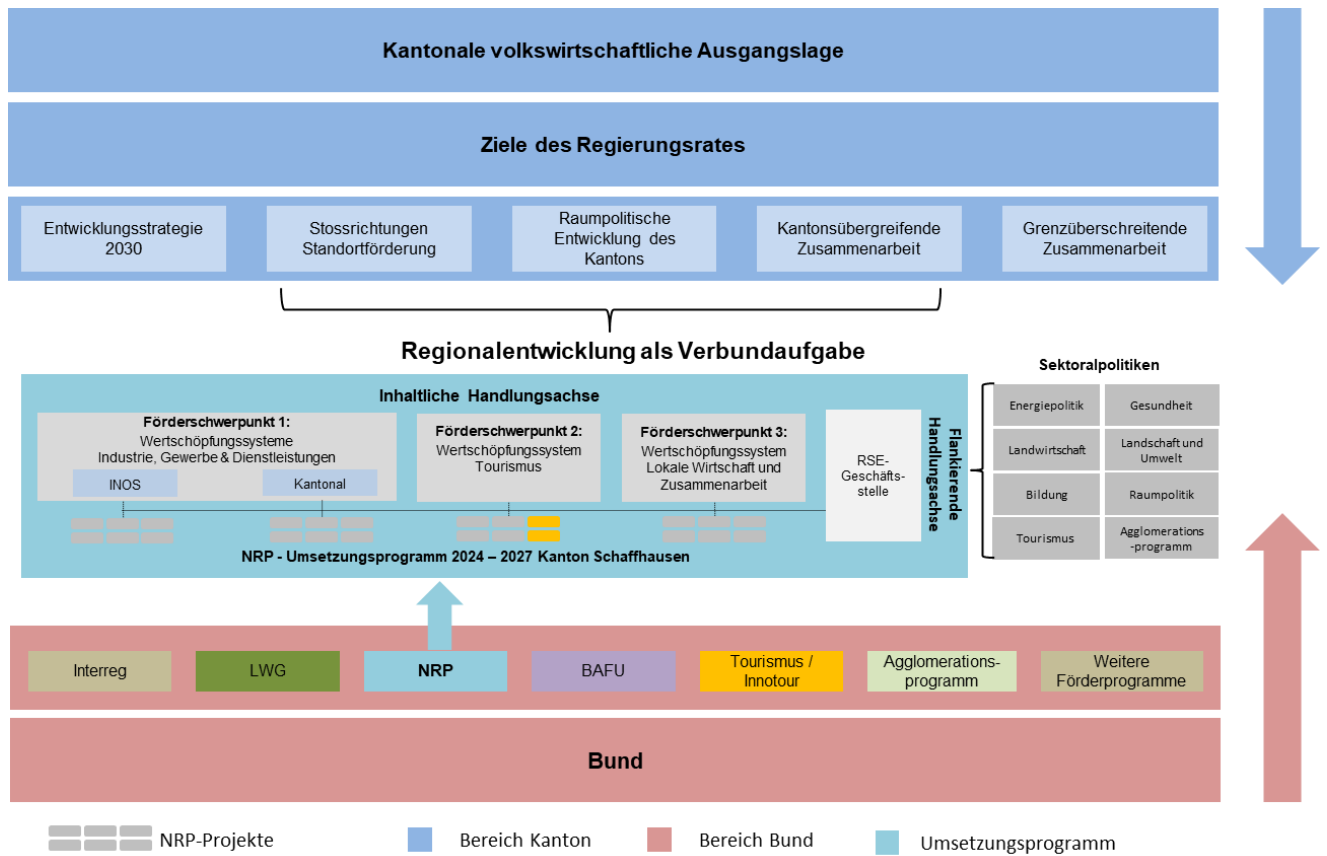 Kantonale volkswirtschaftliche Ausgangslage
Ziele des Regierungsrates
Entwicklungsstrategie
2030
Stossrichtungen
Standortförderung
Raumpolitische
Entwicklung des
Kantons
Kantonsübergreifende
Zusammenarbeit
Grenzüberschreitende
Zusammenarbeit
Regionalentwicklung als Verbundaufgabe
Inhaltliche Handlungsachse
Förderschwerpunkt 1:
Wertschöpfungssysteme
Industrie, Gewerbe & Dienstleistungen
INOS
Kantonal
Förderschwerpunkt 2:
Wertschöpfungssystem
Tourismus
Förderschwerpunkt 3:
Wertschöpfungssystem
Lokale Wirtschaft und
Zusammenarbeit
RSE-
Geschäfts-
stelle
Flankierende
Handlungsachse
NRP - Umsetzungsprogramm 2024 – 2027 Kanton Schaffhausen
Sektoralpolitiken
Energiepolitik
Gesundheit
Landwirtschaft
Landschaft und
Umwelt
Bildung
Raumpolitik
Tourismus
Agglomerations
-programm
Interreg
LWG
NRP
BAFU
Tourismus /
Innotour
Agglomerations-
programm
Weitere
Förderprogramme
Bund
NRP-Projekte
Bereich Kanton
Bereich Bund
Umsetzungsprogramm